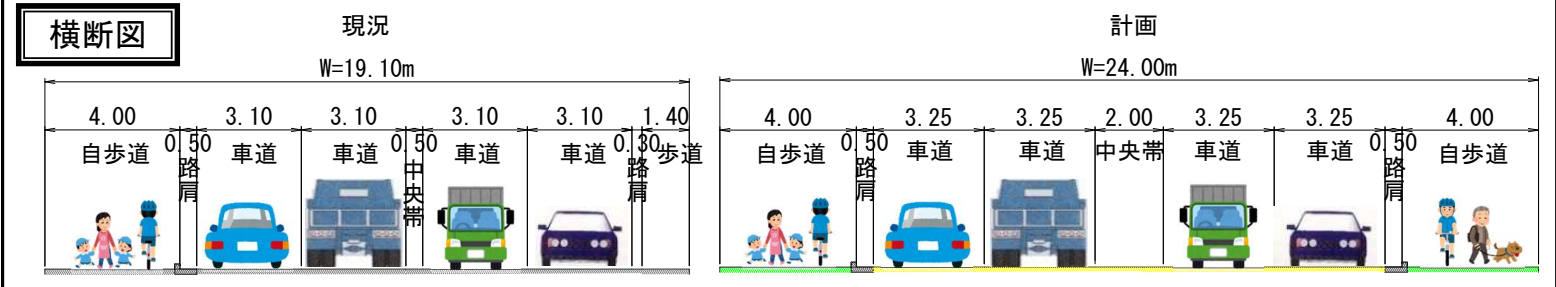 横断図
現況
W=19.10m
4.00 0.50 3.10 3.10 0.50 3.10 3.10 0.30 1.40
自歩道 路肩 車道 車道 中央帯 車道 車道 路肩 歩道
計画
W=24.00m
4.00 0.50 3.25 3.25 2.00 3.25 3.25 0.50 4.00
自歩道 路肩 車道 車道 中央帯 車道 車道 路肩 自歩道